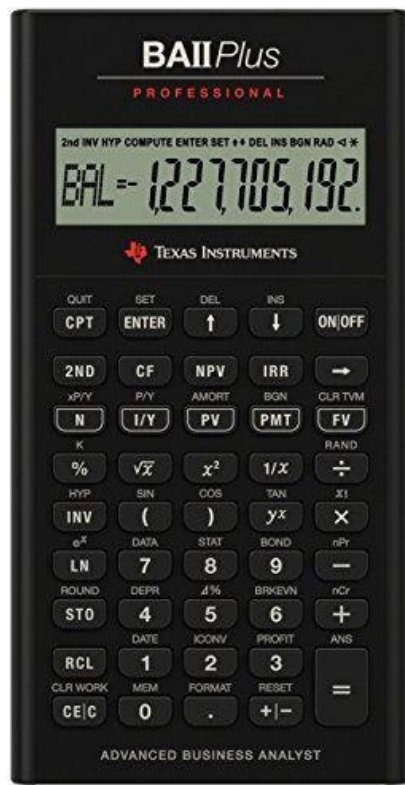 BAII Plus
PROFESSIONAL
2nd INV HYP COMPUTE ENTER SET ↑↓ DEL INS BGN RAD ◁ *
BAL=-1,227,705,192.
TEXAS INSTRUMENTS
QUIT SET DEL INS
CPT ENTER ↑ ↓ ON|OFF
2ND CF NPV IRR →
xP/Y P/Y AMORT BGN CLR TVM
N I/Y PV PMT FV
K RAND
% √x x² 1/x ÷
HYP SIN COS TAN x!
INV ( ) yx ×
ex DATA STAT BOND nPr
LN 7 8 9 −
ROUND DEPR Δ% BRKEVN nCr
STO 4 5 6 +
DATE ICONV PROFIT ANS
RCL 1 2 3 =
CLR WORK MEM FORMAT RESET
CE|C 0 . +|−
ADVANCED BUSINESS ANALYST